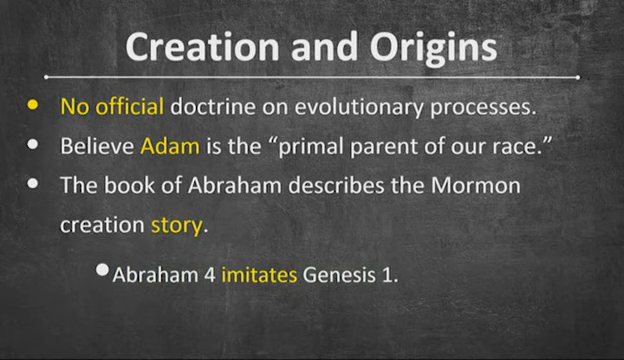 Creation and Origins
• No official doctrine on evolutionary processes.
• Believe Adam is the “primal parent of our race.”
• The book of Abraham describes the Mormon
creation story.
• Abraham 4 imitates Genesis 1.